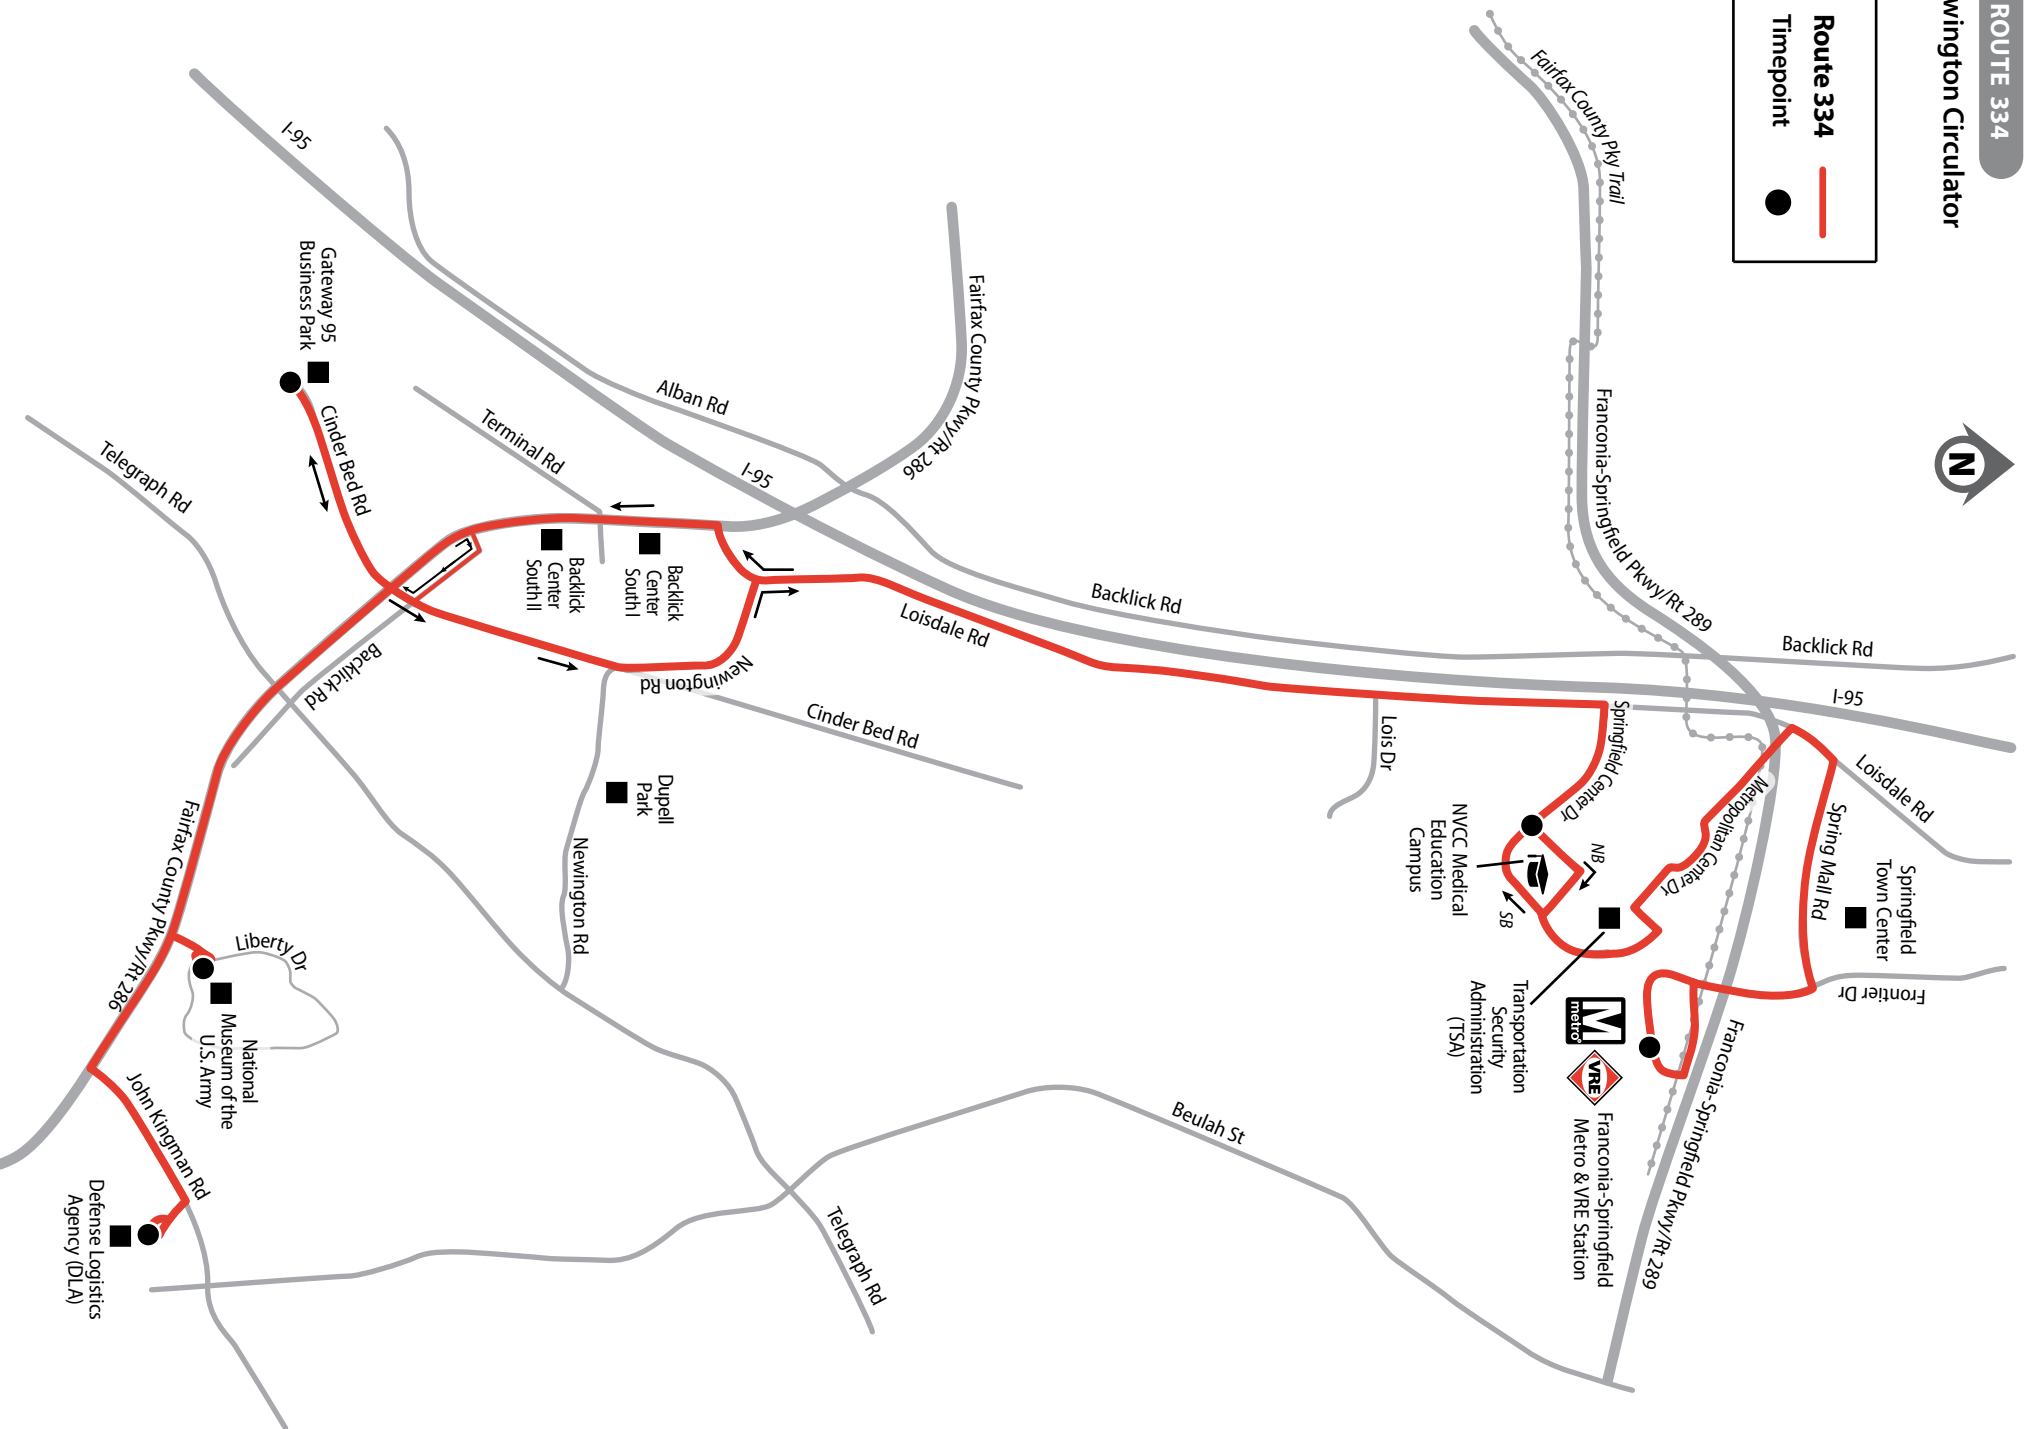 ROUTE 334
wington Circulator
Route 334
Timepoint
N
Fairfax County Pky Trail
Franconia-Springfield Pkwy/Rt 289
Backlick Rd
I-95
Loisdale Rd
Springfield
Town Center
Spring Mall Rd
Frontier Dr
Metropolitan Center Dr
Springfield Center Dr
NB
SB
NVCC Medical
Education
Campus
Transportation
Security
Administration
(TSA)
M
metro
VRE
Franconia-Springfield
Metro & VRE Station
Franconia-Springfield Pkwy/Rt 289
Lois Dr
Backlick Rd
Loisdale Rd
Beulah St
Fairfax County Pkwy/Rt 286
Alban Rd
I-95
Terminal Rd
Backlick
Center
South I
Backlick
Center
South II
Newington Rd
Cinder Bed Rd
Dupell
Park
Newington Rd
Telegraph Rd
I-95
Gateway 95
Business Park
Cinder Bed Rd
Backlick Rd
Telegraph Rd
Fairfax County Pkwy/Rt 286
Liberty Dr
National
Museum of the
U.S. Army
John Kingman Rd
Defense Logistics
Agency (DLA)